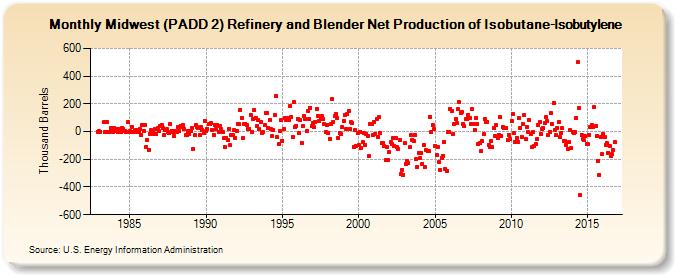 Monthly Midwest (PADD 2) Refinery and Blender Net Production of Isobutane-Isobutylene
Thousand Barrels
600
400
200
0
-200
-400
-600
1985 1990 1995 2000 2005 2010 2015
Source: U.S. Energy Information Administration